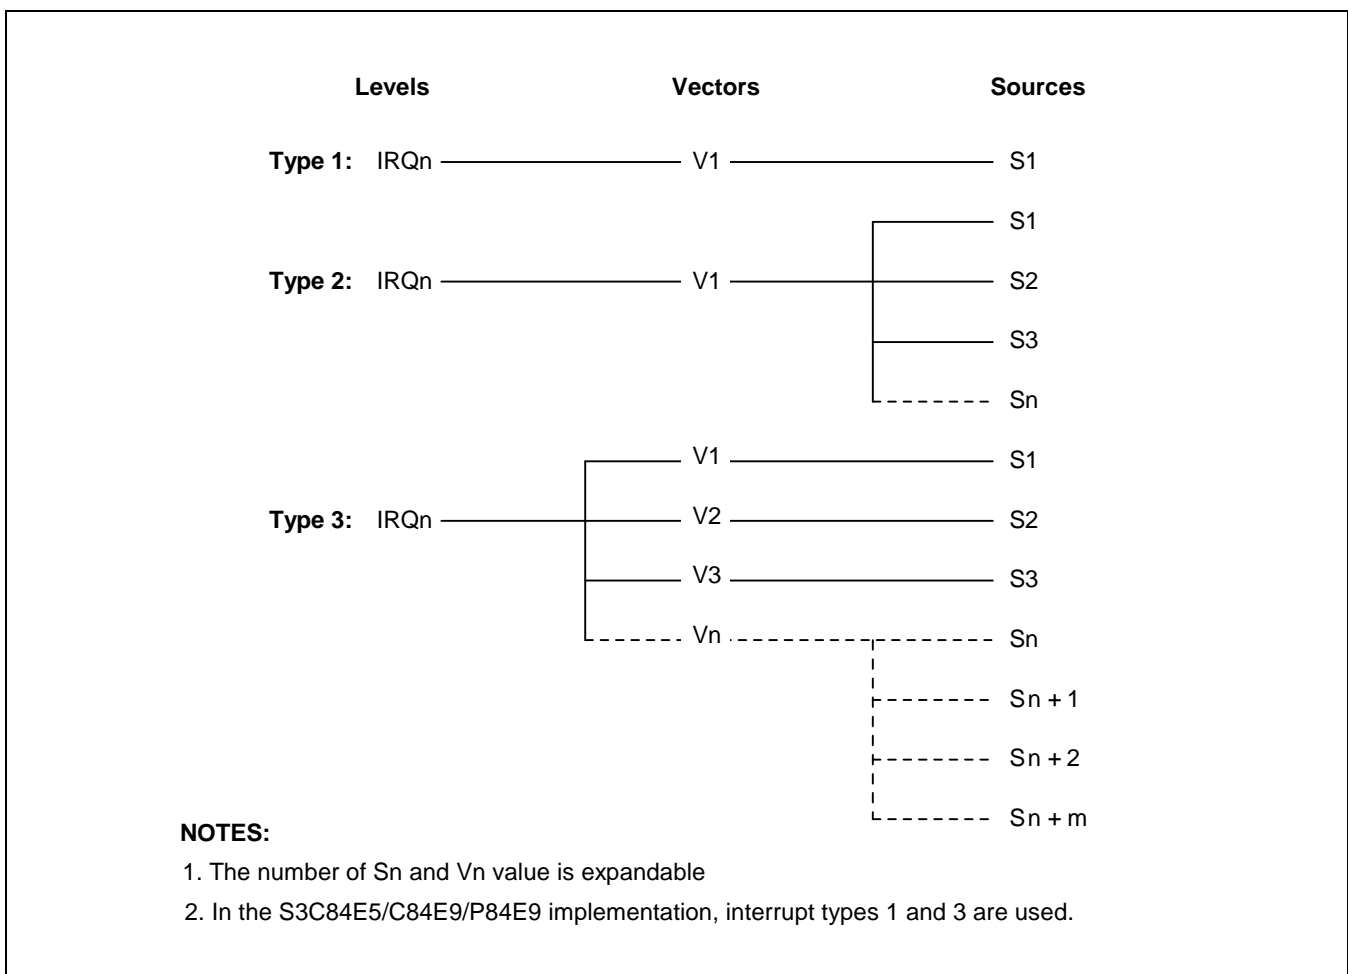 Levels Vectors Sources
Type 1: IRQn V1 S1
S1
Type 2: IRQn V1 S2
S3
Sn
V1 S1
Type 3: IRQn V2 S2
V3 S3
Vn Sn
Sn + 1
Sn + 2
Sn + m
NOTES:
1. The number of Sn and Vn value is expandable
2. In the S3C84E5/C84E9/P84E9 implementation, interrupt types 1 and 3 are used.